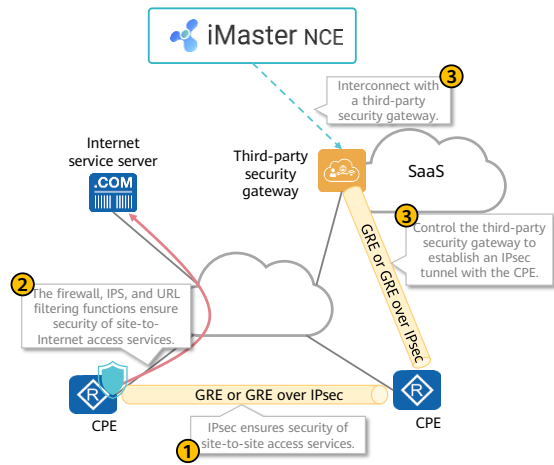 iMaster NCE
3
Interconnect with
a third-party
security gateway.
Internet
service server
.COM
Third-party
security
gateway
SaaS
3
Control the third-party
security gateway to
establish an IPsec
tunnel with the CPE.
GRE or GRE over IPsec
2
The firewall, IPS, and URL
filtering functions ensure
security of site-to-
Internet access services.
R
CPE
GRE or GRE over IPsec
R
CPE
IPsec ensures security of
site-to-site access services.
1